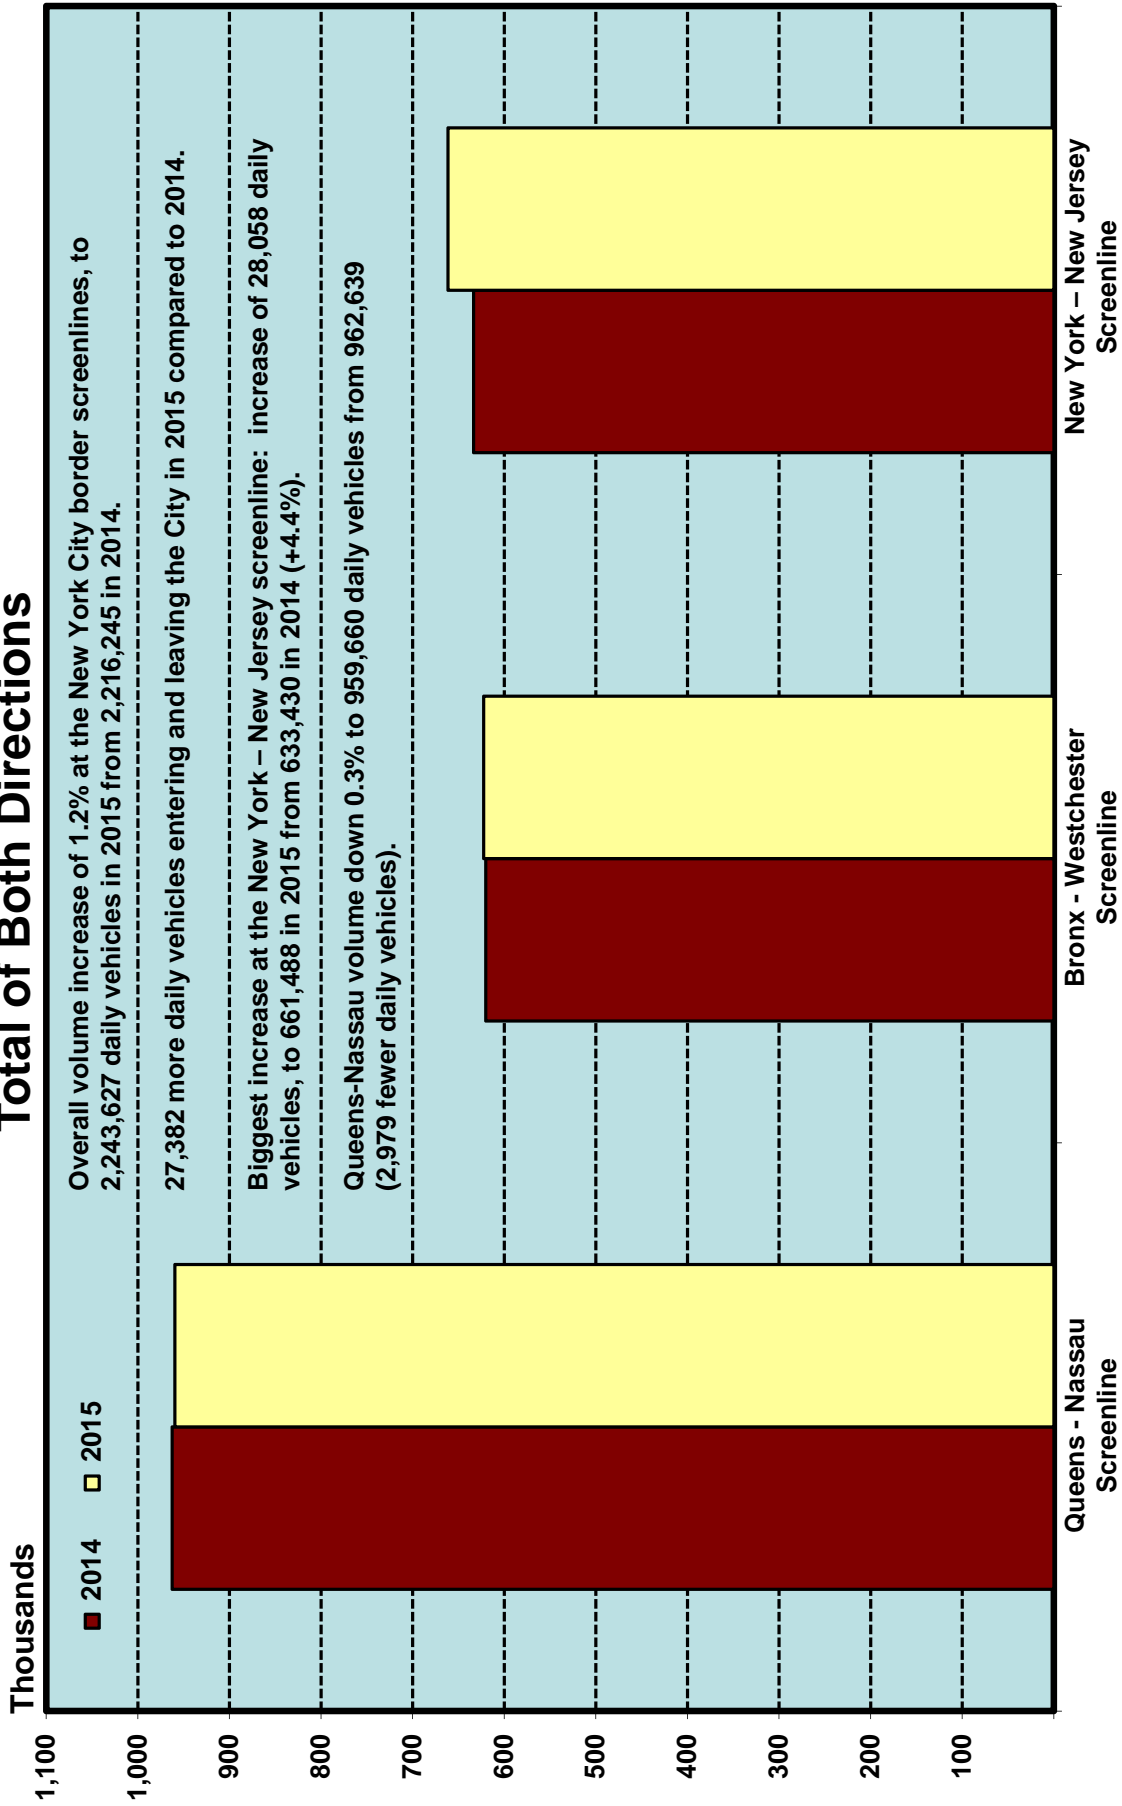 Total of Both Directions
Thousands
2014
2015
Overall volume increase of 1.2% at the New York City border screenlines, to
2,243,627 daily vehicles in 2015 from 2,216,245 in 2014.
27,382 more daily vehicles entering and leaving the City in 2015 compared to 2014.
Biggest increase at the New York – New Jersey screenline:  increase of 28,058 daily
vehicles, to 661,488 in 2015 from 633,430 in 2014 (+4.4%).
Queens-Nassau volume down 0.3% to 959,660 daily vehicles from 962,639
(2,979 fewer daily vehicles).
1,100
1,000
900
800
700
600
500
400
300
200
100
Queens - Nassau
Screenline
Bronx - Westchester
Screenline
New York – New Jersey
Screenline